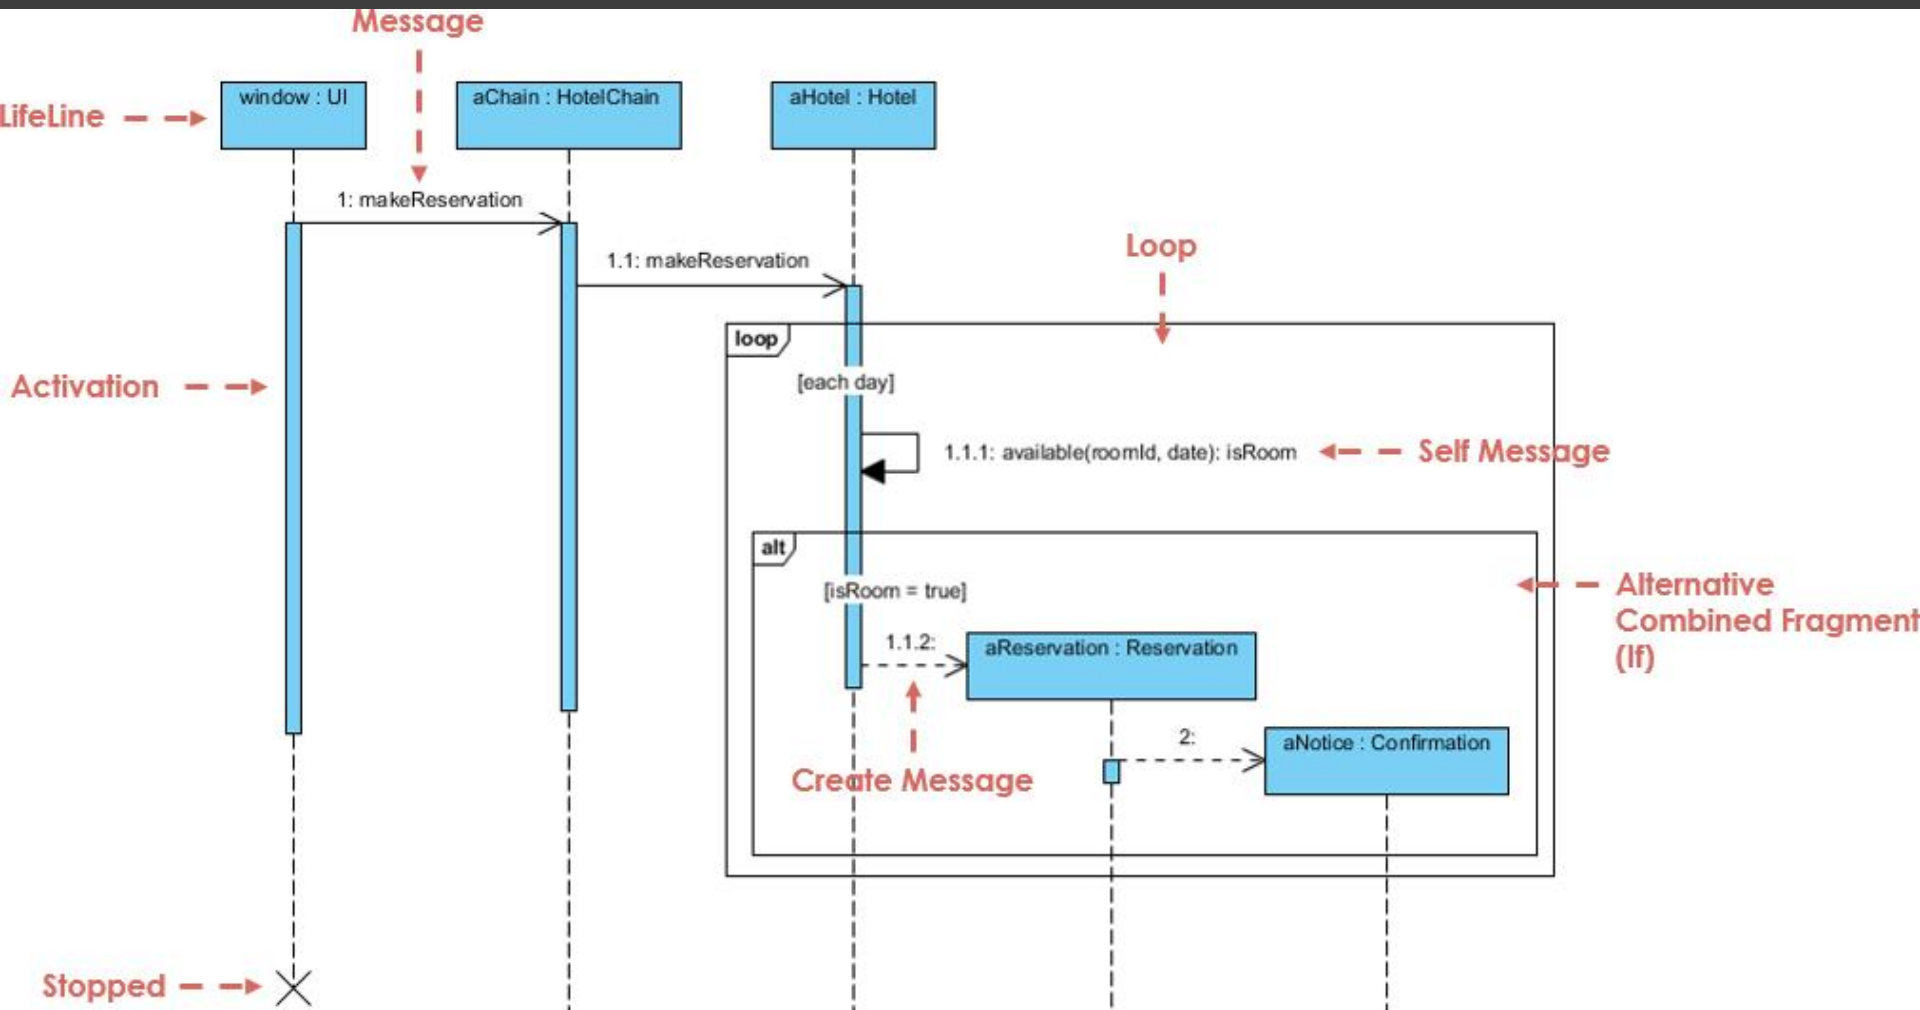 Message
window : UI
aChain : HotelChain
aHotel : Hotel
LifeLine
1: makeReservation
1.1: makeReservation
Loop
loop
[each day]
Activation
1.1.1: available(roomId, date): isRoom
Self Message
alt
[isRoom = true]
Alternative
Combined Fragment
(If)
1.1.2:
aReservation : Reservation
2:
aNotice : Confirmation
Create Message
Stopped